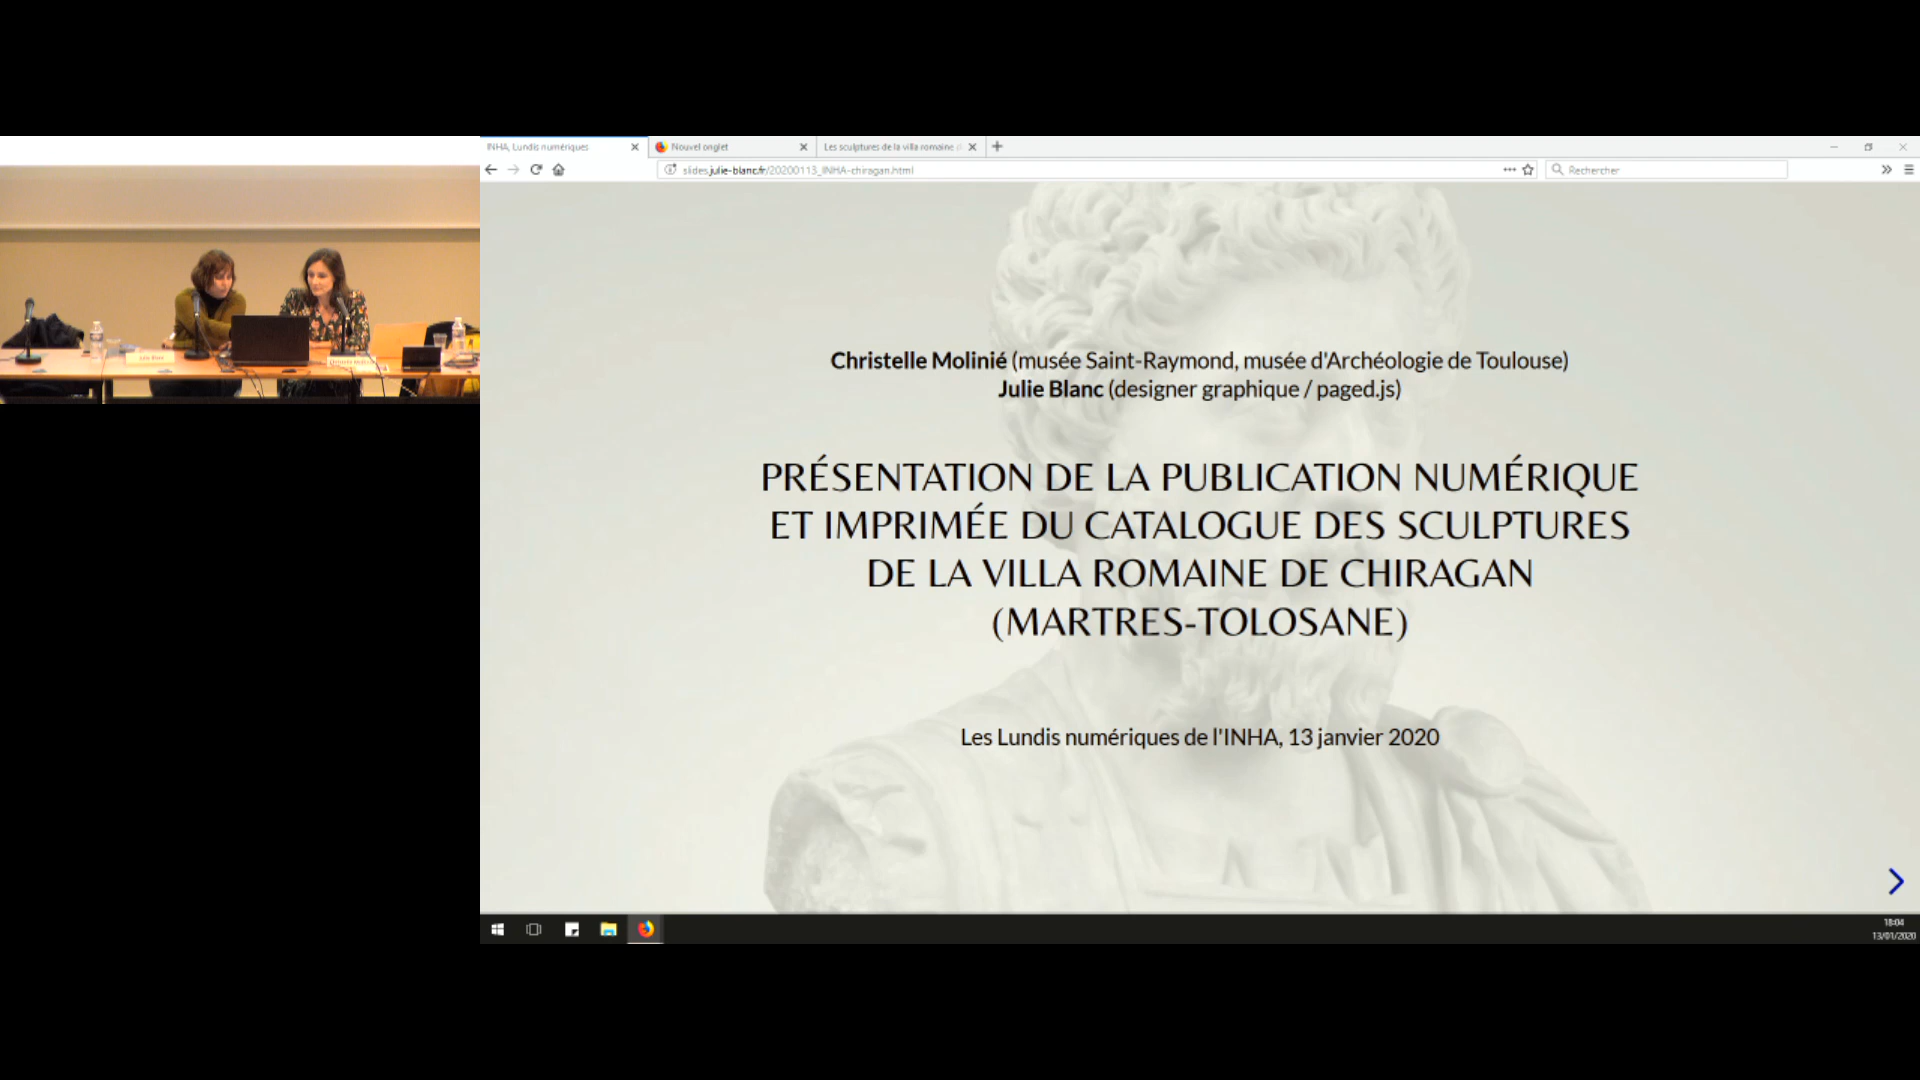 INHA, Lundis numériques
Nouvel onglet
Les sculptures de la villa romaine
slides.julie-blanc.fr/20200113_INHA-chiragan.html
Rechercher
Christelle Molinié (musée Saint-Raymond, musée d'Archéologie de Toulouse)
Julie Blanc (designer graphique / paged.js)
PRÉSENTATION DE LA PUBLICATION NUMÉRIQUE
ET IMPRIMÉE DU CATALOGUE DES SCULPTURES
DE LA VILLA ROMAINE DE CHIRAGAN
(MARTRES-TOLOSANE)
Les Lundis numériques de l'INHA, 13 janvier 2020
18:04
13/01/2020